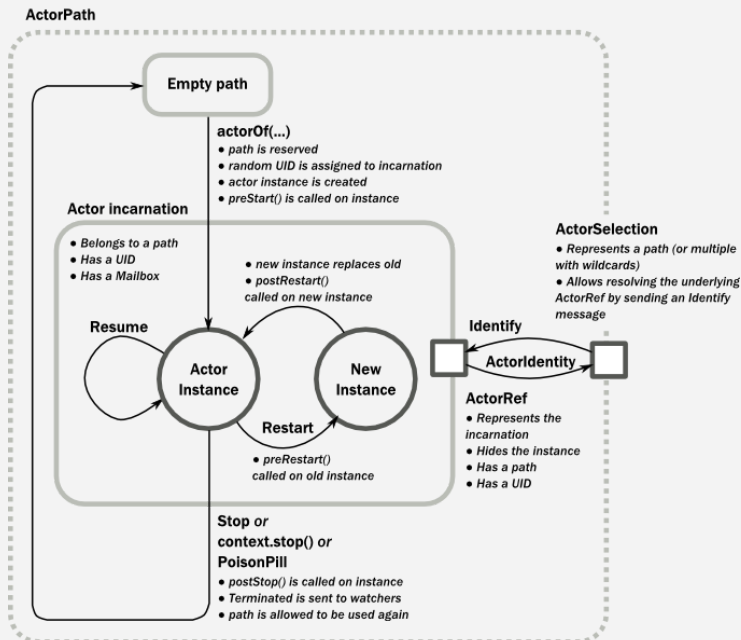 ActorPath
Empty path
actorOf(...)
● path is reserved
● random UID is assigned to incarnation
● actor instance is created
● preStart() is called on instance
Actor incarnation
● Belongs to a path
● Has a UID
● Has a Mailbox
● new instance replaces old
● postRestart()
called on new instance
Resume
Actor
Instance
New
Instance
Restart
● preRestart()
called on old instance
ActorSelection
● Represents a path (or multiple
with wildcards)
● Allows resolving the underlying
ActorRef by sending an Identify
message
Identify
ActorIdentity
ActorRef
● Represents the
incarnation
● Hides the instance
● Has a path
● Has a UID
Stop or
context.stop() or
PoisonPill
● postStop() is called on instance
● Terminated is sent to watchers
● path is allowed to be used again